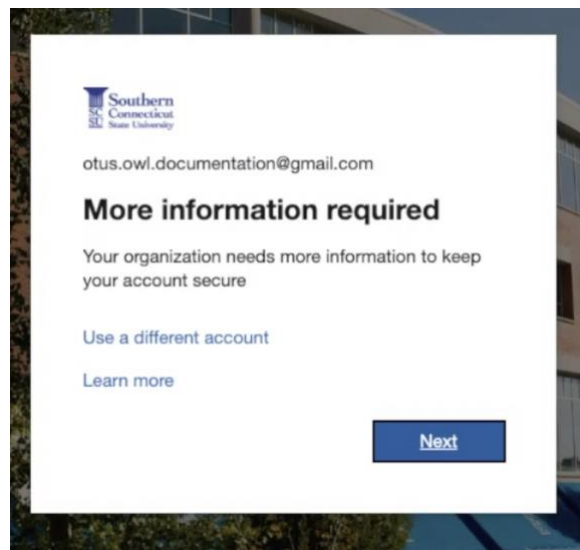 Southern
Connecticut
State University
otus.owl.documentation@gmail.com
More information required
Your organization needs more information to keep
your account secure
Use a different account
Learn more
Next